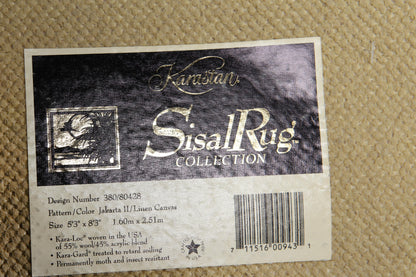 Karastan
SisalRug™
COLLECTION
Design Number 380/80428
Pattern/Color Jakarta II/Linen Canvas
Size 5'3" x 8'3" 1.60m x 2.51m
• Kara-Loc® woven in the USA
of 55% wool/45% acrylic blend
• Kara-Gard® treated to retard soiling
• Permanently moth and insect resistant
7 11516 00943 1